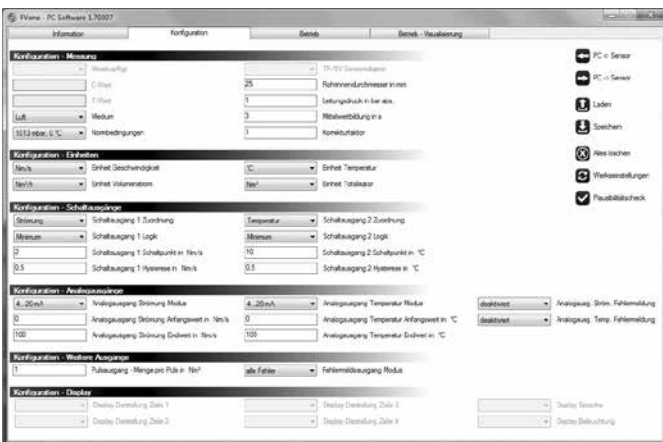 FVone - PC Software 1.70007
Information Konfiguration Betrieb Betrieb - Visualisierung
Konfiguration - Messung
TP/BV Sensoradapter
C-Wert 25 Rohrinnendurchmesser in mm
T-Wert 1 Leitungsdruck in bar abs.
Luft Medium 3 Mittelwertbildung in s
1013 mbar, 0 °C Normbedingungen 1 Korrekturfaktor
Konfiguration - Einheiten
Nm/s Einheit Geschwindigkeit °C Einheit Temperatur
Nm³/h Einheit Volumenstrom Nm³ Einheit Totalisator
Konfiguration - Schaltausgänge
Strömung Schaltausgang 1 Zuordnung Temperatur Schaltausgang 2 Zuordnung
Minimum Schaltausgang 1 Logik Minimum Schaltausgang 2 Logik
2 Schaltausgang 1 Schaltpunkt in Nm/s 10 Schaltausgang 2 Schaltpunkt in °C
0.5 Schaltausgang 1 Hysterese in Nm/s 0.5 Schaltausgang 2 Hysterese in °C
Konfiguration - Analogausgänge
4...20mA Analogausgang Strömung Modus 4...20mA Analogausgang Temperatur Modus deaktiviert Analogausg. Ström. Fehlermeldung
0 Analogausgang Strömung Anfangswert in Nm/s 0 Analogausgang Temperatur Anfangswert in °C deaktiviert Analogausg. Temp. Fehlermeldung
100 Analogausgang Strömung Endwert in Nm/s 100 Analogausgang Temperatur Endwert in °C
Konfiguration - Weitere Ausgänge
1 Pulsausgang - Menge pro Puls in Nm³ alle Fehler Fehlermeldeausgang Modus
Konfiguration - Display
Display Darstellung Zeile 1 Display Darstellung Zeile 3 Display Sprache
Display Darstellung Zeile 2 Display Darstellung Zeile 4 Display Beleuchtung
PC <- Sensor
PC -> Sensor
Laden
Speichern
Alles löschen
Werkseinstellungen
Plausibilitätscheck